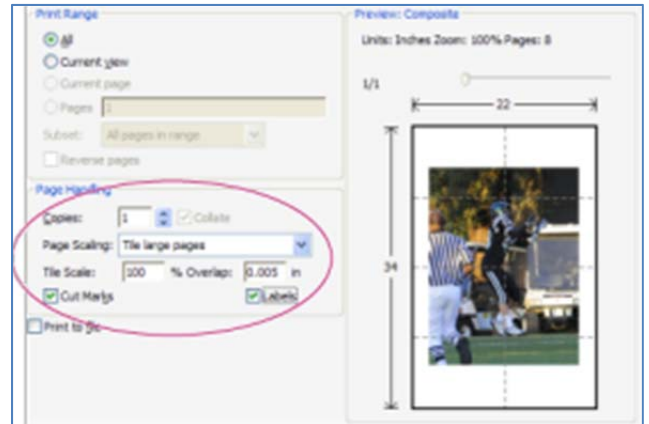 Print Range
All
Current view
Current page
Pages 1
Subset: All pages in range
Reverse pages
Page Handling
Copies: 1 Collate
Page Scaling: Tile large pages
Tile Scale: 100 % Overlap: 0.005 in
Cut Marks Labels
Print to file
Preview: Composite
Units: Inches Zoom: 100% Pages: 8
1/1
22
34